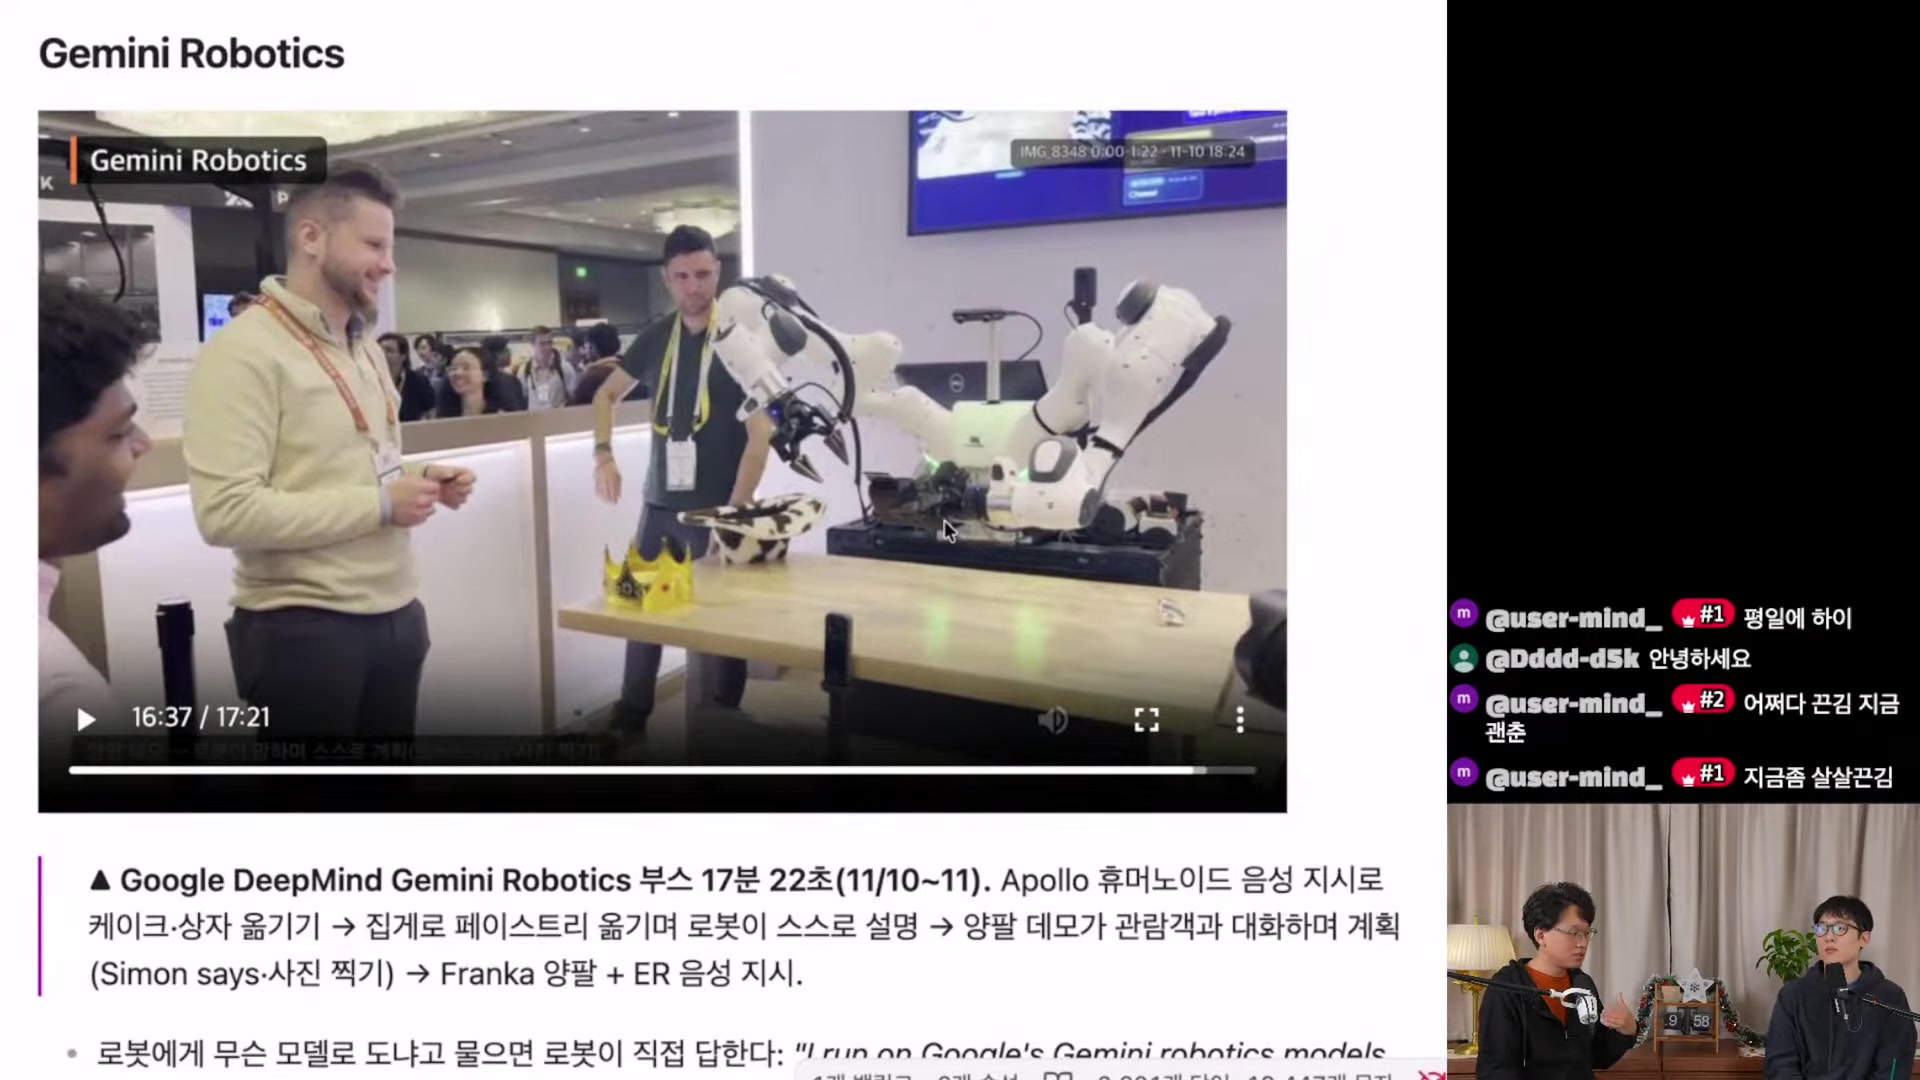 Gemini Robotics
Gemini Robotics
IMG_8348 0:00-1:22 · 11-10 18:24
16:37 / 17:21
▲ Google DeepMind Gemini Robotics 부스 17분 22초(11/10~11). Apollo 휴머노이드 음성 지시로
케이크·상자 옮기기 → 집게로 페이스트리 옮기며 로봇이 스스로 설명 → 양팔 데모가 관람객과 대화하며 계획
(Simon says·사진 찍기) → Franka 양팔 + ER 음성 지시.
• 로봇에게 무슨 모델로 도냐고 물으면 로봇이 직접 답한다: "I run on Google's Gemini robotics models
m @user-mind_ #1 평일에 하이
@Dddd-d5k 안녕하세요
m @user-mind_ #2 어쩌다 끈김 지금
괜춘
m @user-mind_ #1 지금좀 살살끈김
9 58